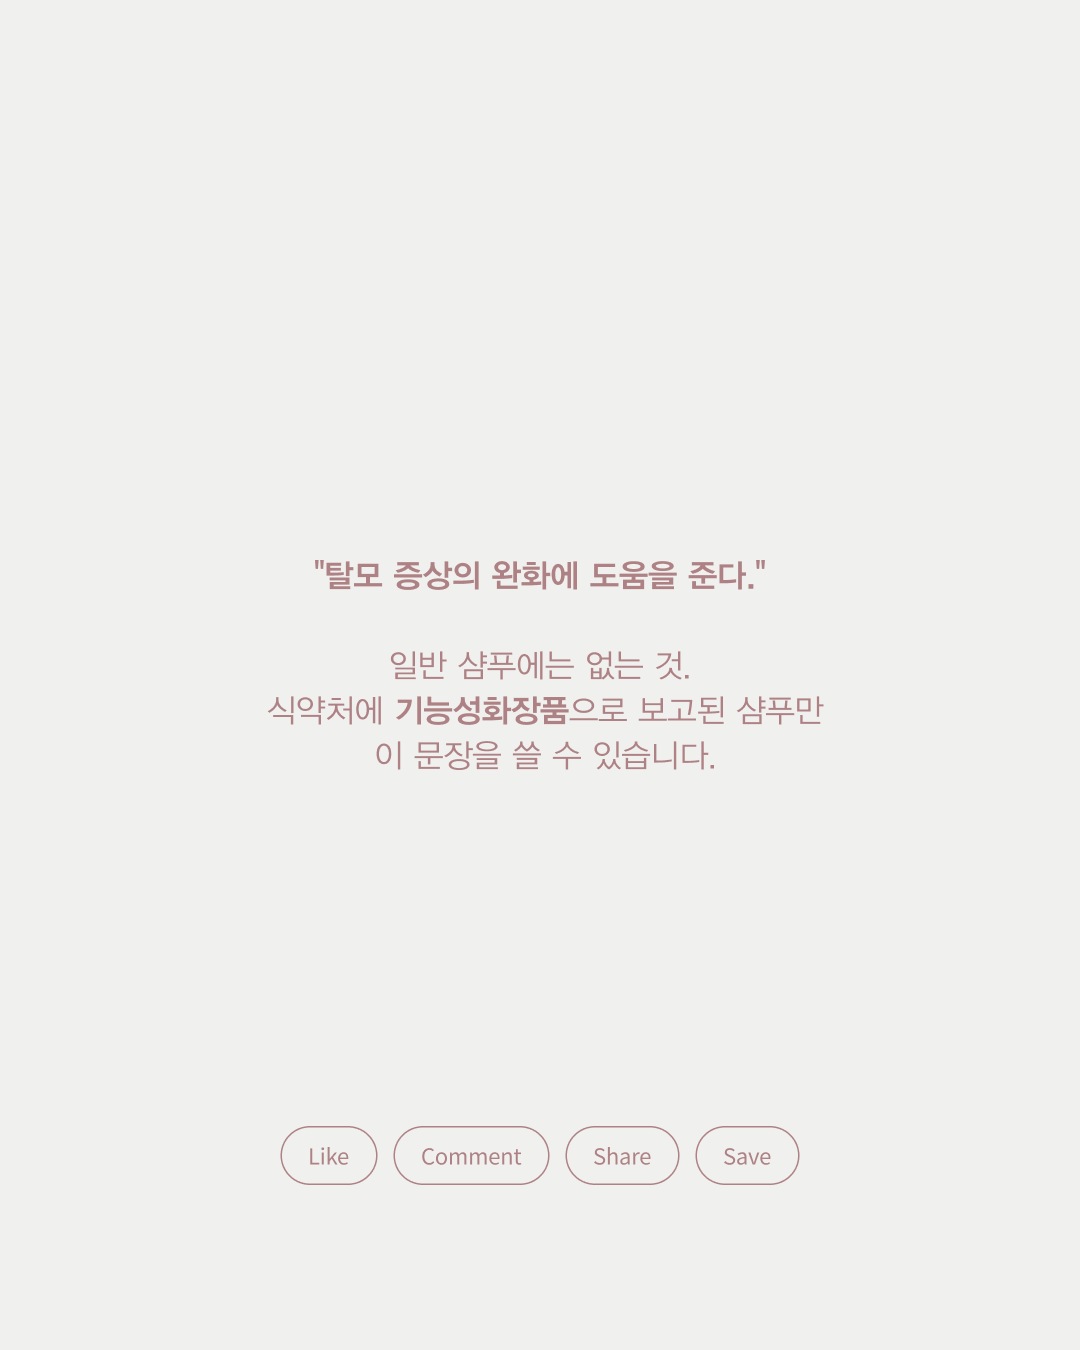 "탈모 증상의 완화에 도움을 준다."
일반 샴푸에는 없는 것.
식약처에 기능성화장품으로 보고된 샴푸만
이 문장을 쓸 수 있습니다.
Like
Comment
Share
Save